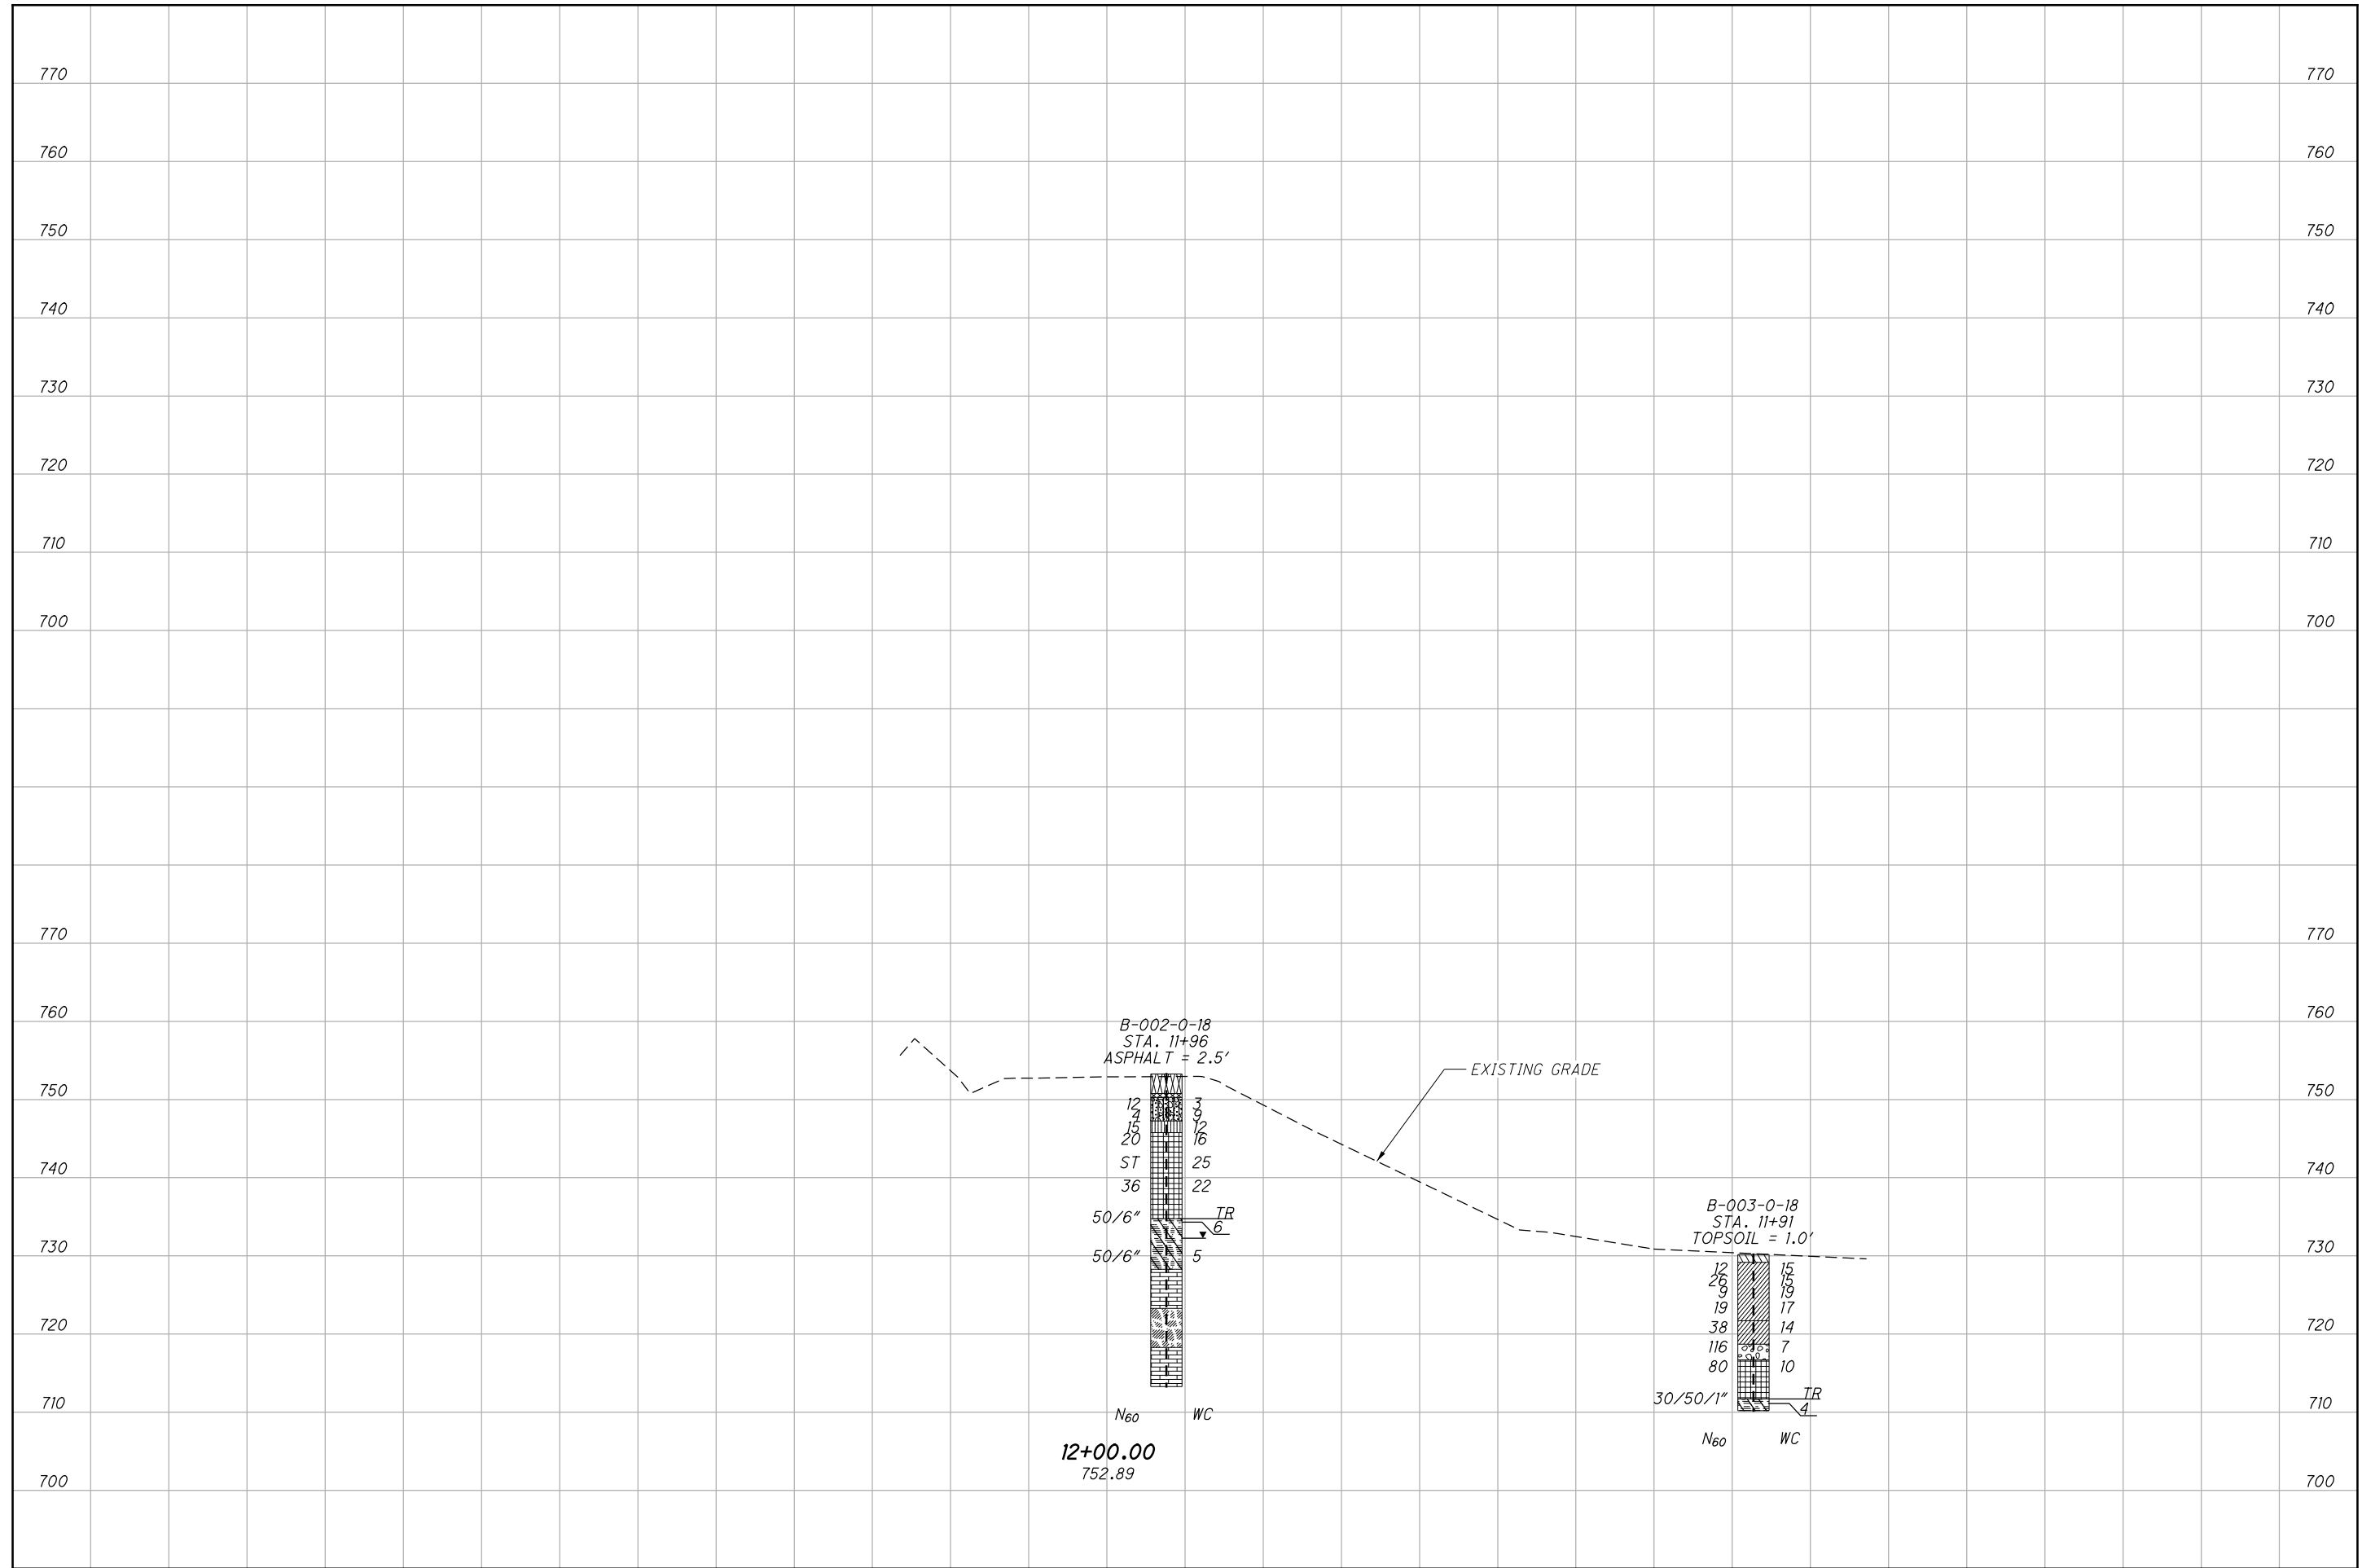 770 770
760 760
750 750
740 740
730 730
720 720
710 710
700 700
770 770
760 760
B-002-0-18
STA. 11+96
ASPHALT = 2.5'
EXISTING GRADE
750 750
12 3
4 9
15 12
20 16
ST 25
740 740
36 22
B-003-0-18
STA. 11+91
TOPSOIL = 1.0'
50/6" TR
6
730 730
50/6" 5
12 15
26 15
9 19
19 17
720 720
38 14
116 7
80 10
30/50/1" TR
4
710 710
N60 WC
N60 WC
12+00.00
752.89
700 700